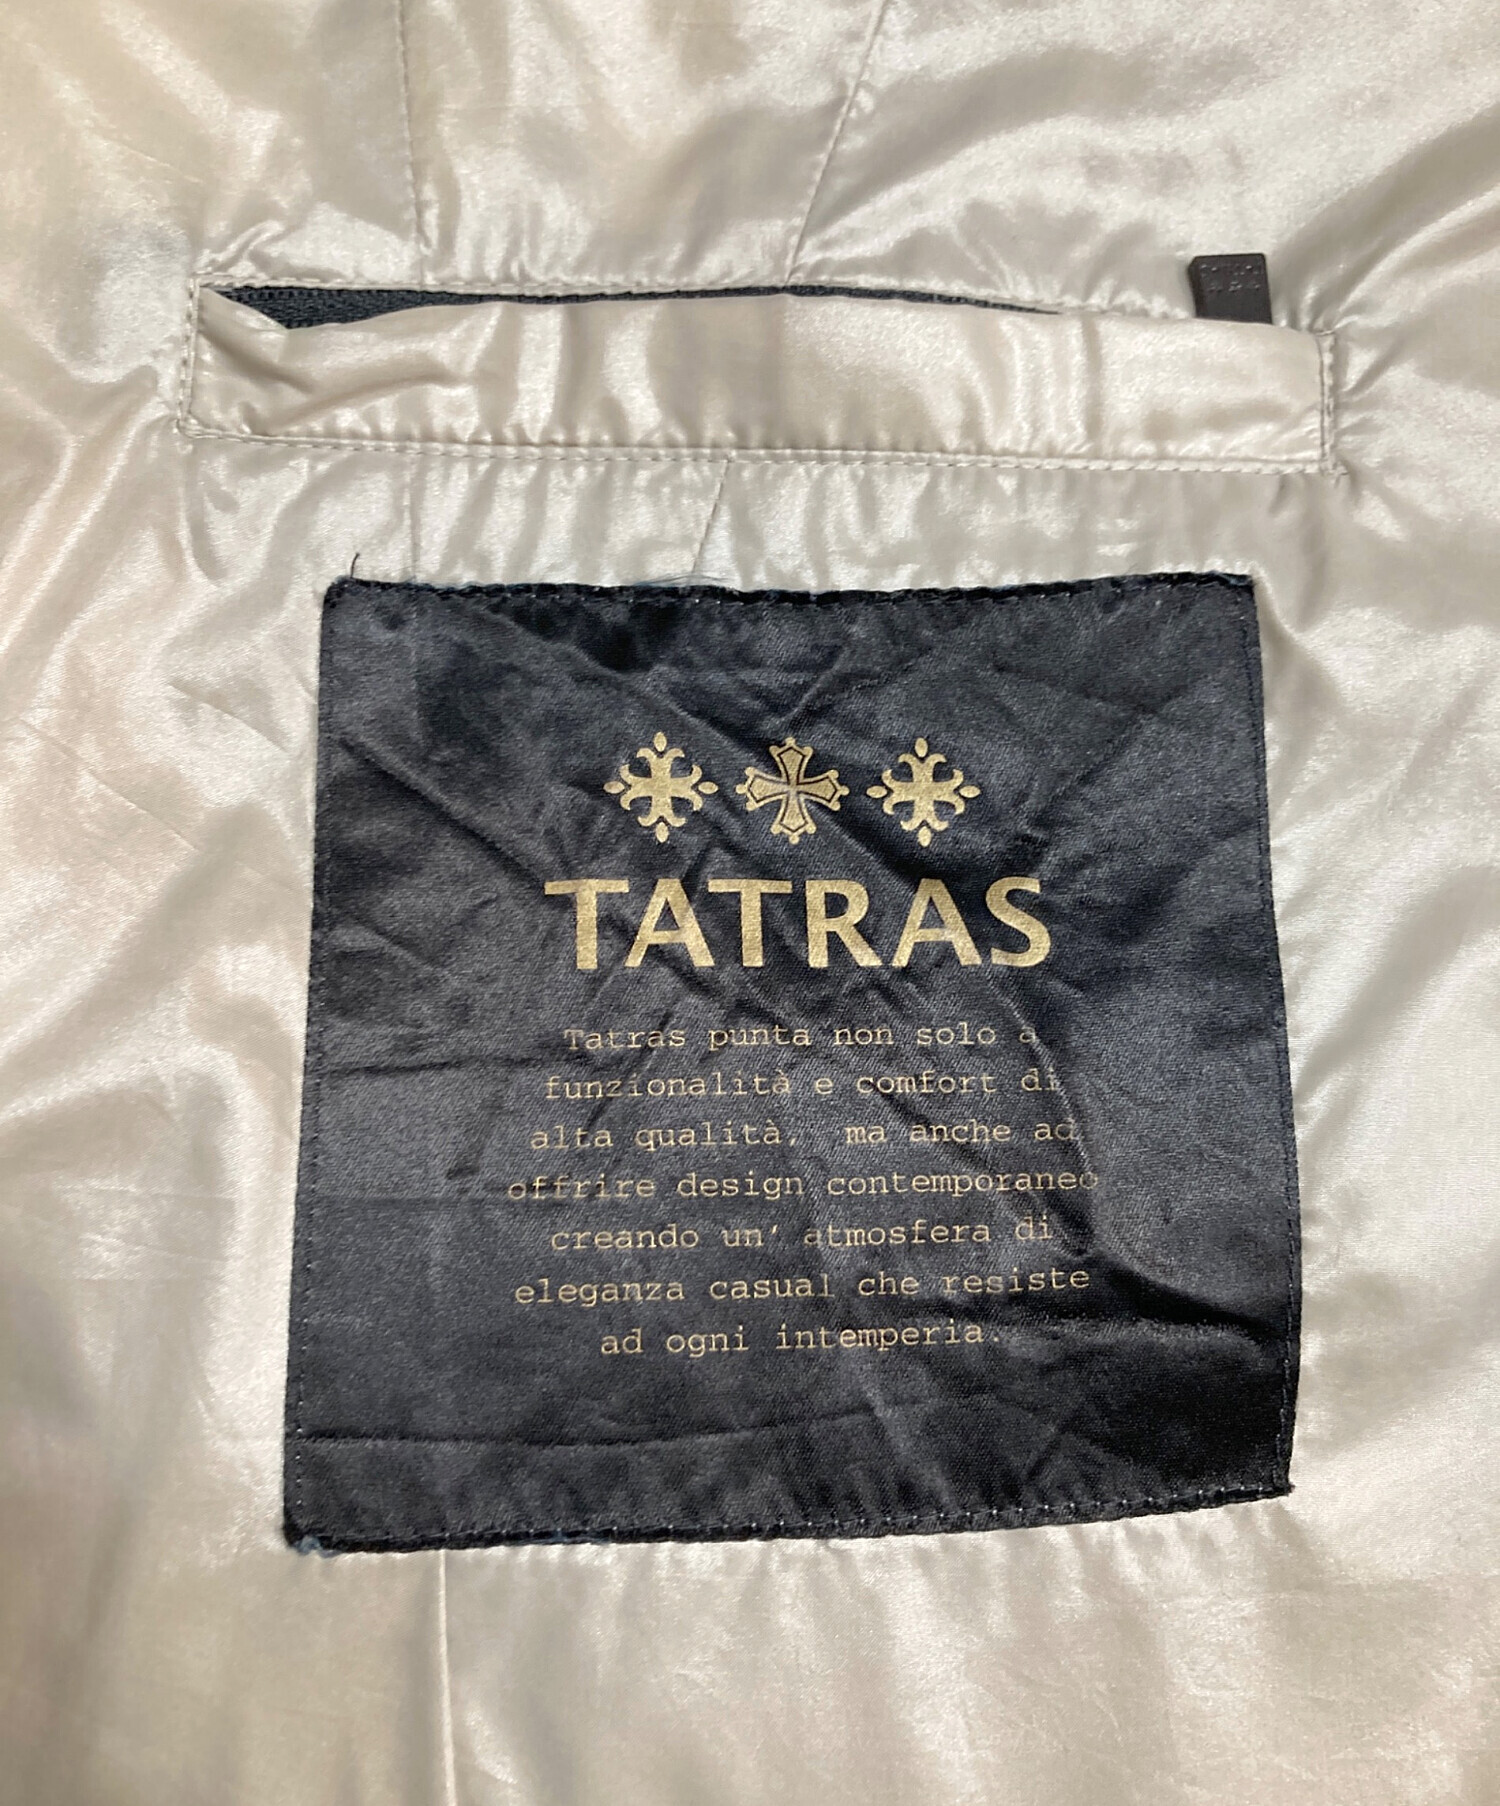 TATRAS
Tatras punta non solo a
funzionalità e comfort di
alta qualità, ma anche ad
offrire design contemporaneo
creando un' atmosfera di
eleganza casual che resiste
ad ogni intemperia.